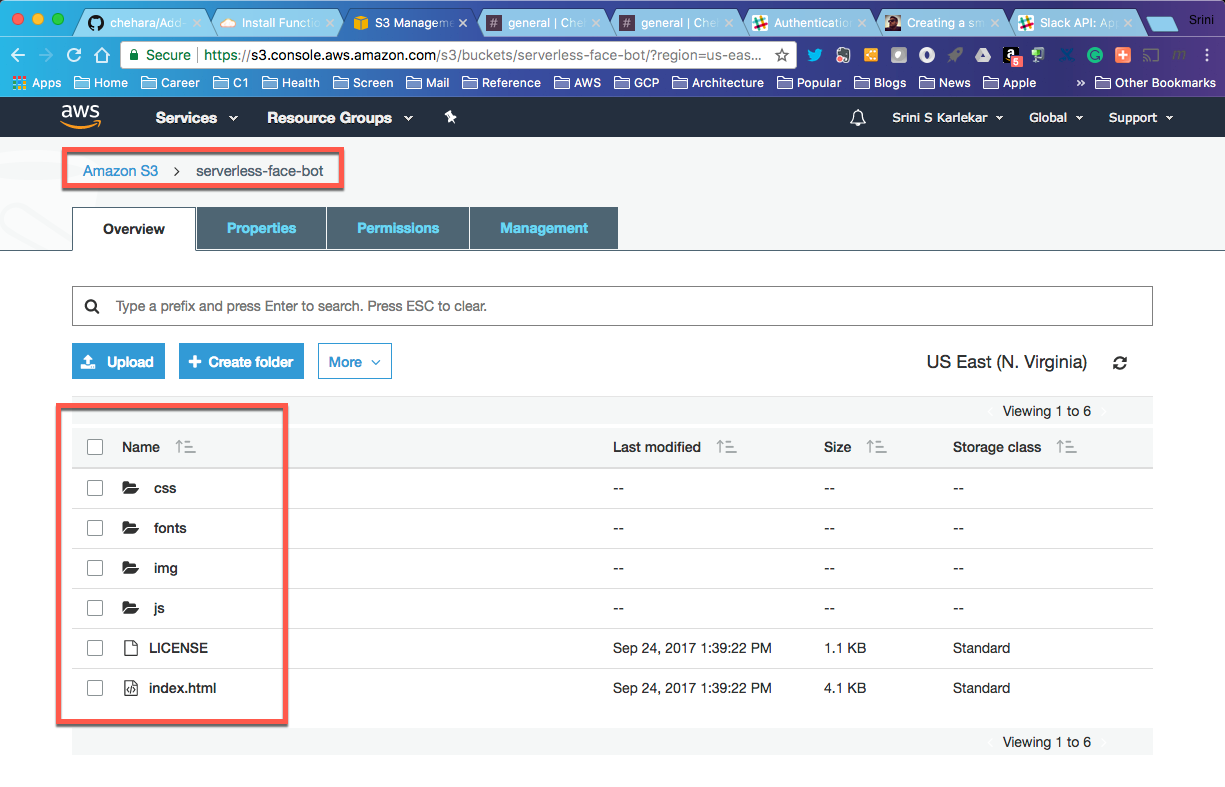 chehara/Add- Install Functio S3 Manageme general | Che general | Che Authentication Creating a sm Slack API: Ap Srini
Secure https://s3.console.aws.amazon.com/s3/buckets/serverless-face-bot/?region=us-eas... 5
Apps Home Career C1 Health Screen Mail Reference AWS GCP Architecture Popular Blogs News Apple » Other Bookmarks
aws Services Resource Groups Srini S Karlekar Global Support
Amazon S3 > serverless-face-bot
Overview Properties Permissions Management
Type a prefix and press Enter to search. Press ESC to clear.
Upload + Create folder More US East (N. Virginia)
Viewing 1 to 6
Name Last modified Size Storage class
css -- -- --
fonts -- -- --
img -- -- --
js -- -- --
LICENSE Sep 24, 2017 1:39:22 PM 1.1 KB Standard
index.html Sep 24, 2017 1:39:22 PM 4.1 KB Standard
Viewing 1 to 6